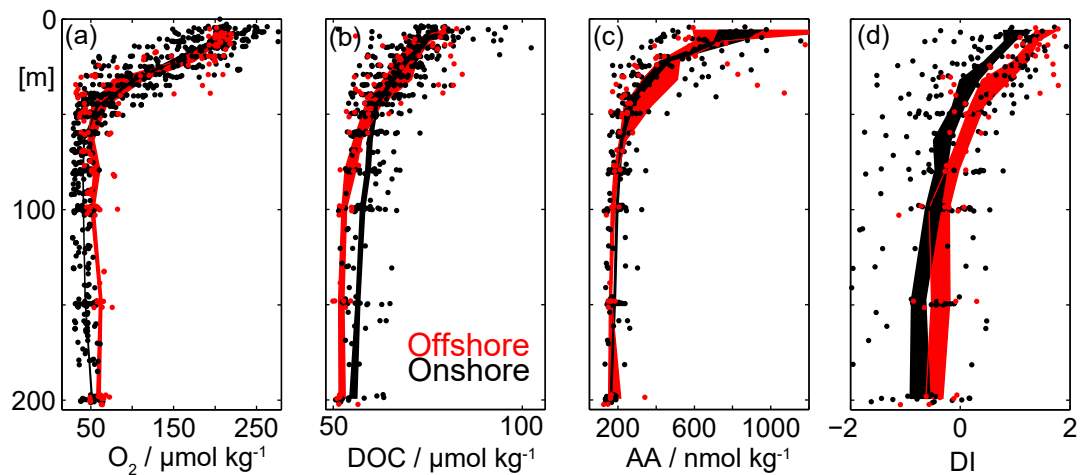 0
[m]
100
200
(a)
(b)
(c)
(d)
Offshore
Onshore
50 150 250
50 100
200 600 1000
−2 0 2
O₂ / μmol kg⁻¹
DOC / μmol kg⁻¹
AA / nmol kg⁻¹
DI